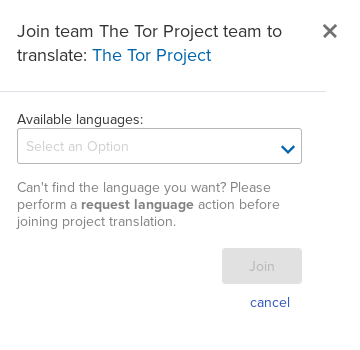 Join team The Tor Project team to
translate: The Tor Project
Available languages:
Select an Option
Can't find the language you want? Please
perform a request language action before
joining project translation.
Join
cancel